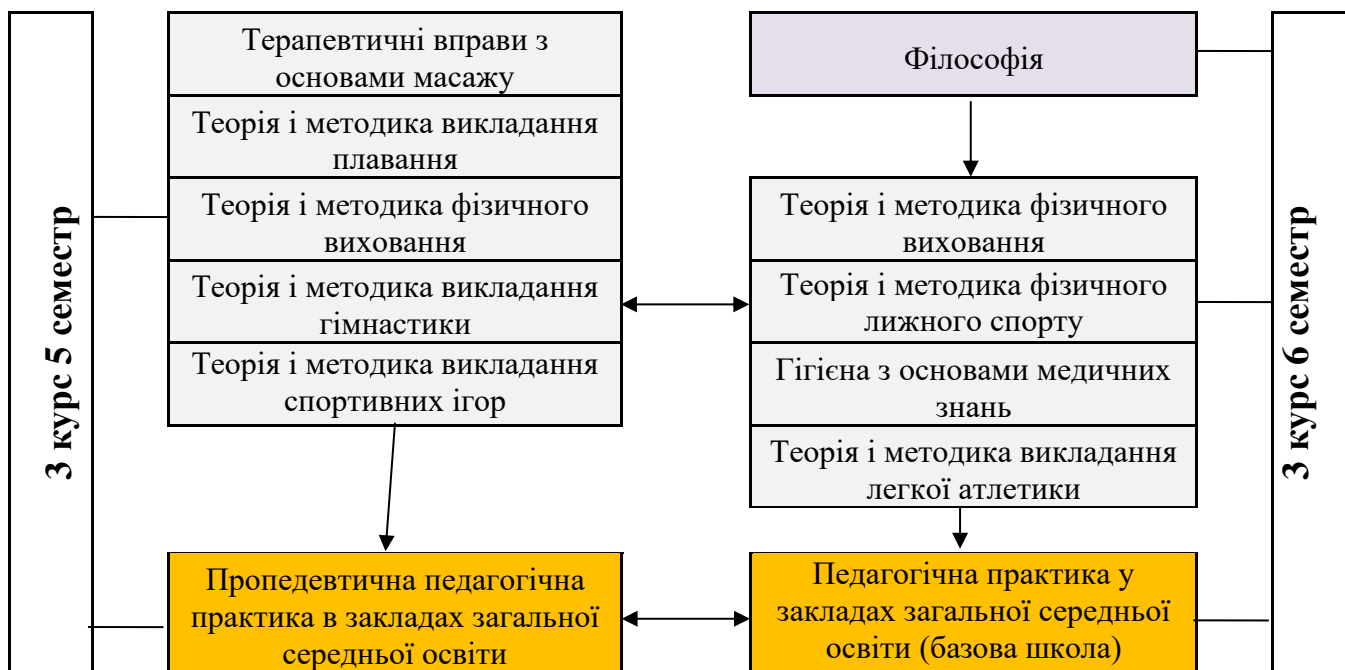 3 курс 5 семестр
Терапевтичні вправи з
основами масажу
Теорія і методика викладання
плавання
Теорія і методика фізичного
виховання
Теорія і методика викладання
гімнастики
Теорія і методика викладання
спортивних ігор
Пропедевтична педагогічна
практика в закладах загальної
середньої освіти
Філософія
Теорія і методика фізичного
виховання
Теорія і методика фізичного
лижного спорту
Гігієна з основами медичних
знань
Теорія і методика викладання
легкої атлетики
Педагогічна практика у
закладах загальної середньої
освіти (базова школа)
3 курс 6 семестр